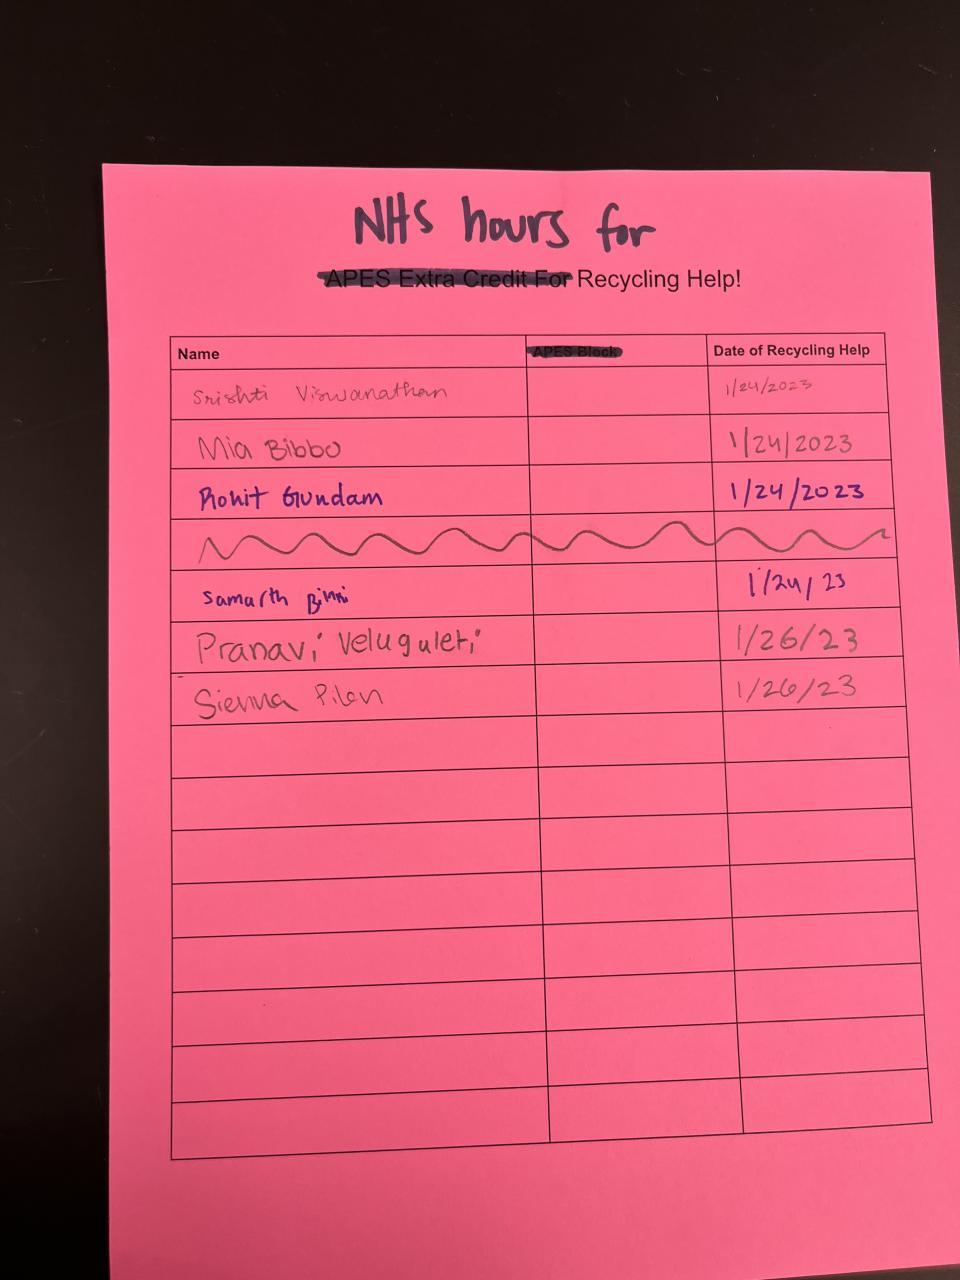 NHS hours for
APES Extra Credit For Recycling Help!
Name APES Block Date of Recycling Help
Srishti Viswanathan 1/24/2023
Mia Bibbo 1/24/2023
Rohit Gundam 1/24/2023
Samarth 1/24/23
Pranavi Veluguleti 1/26/23
Sienna Pilon 1/26/23